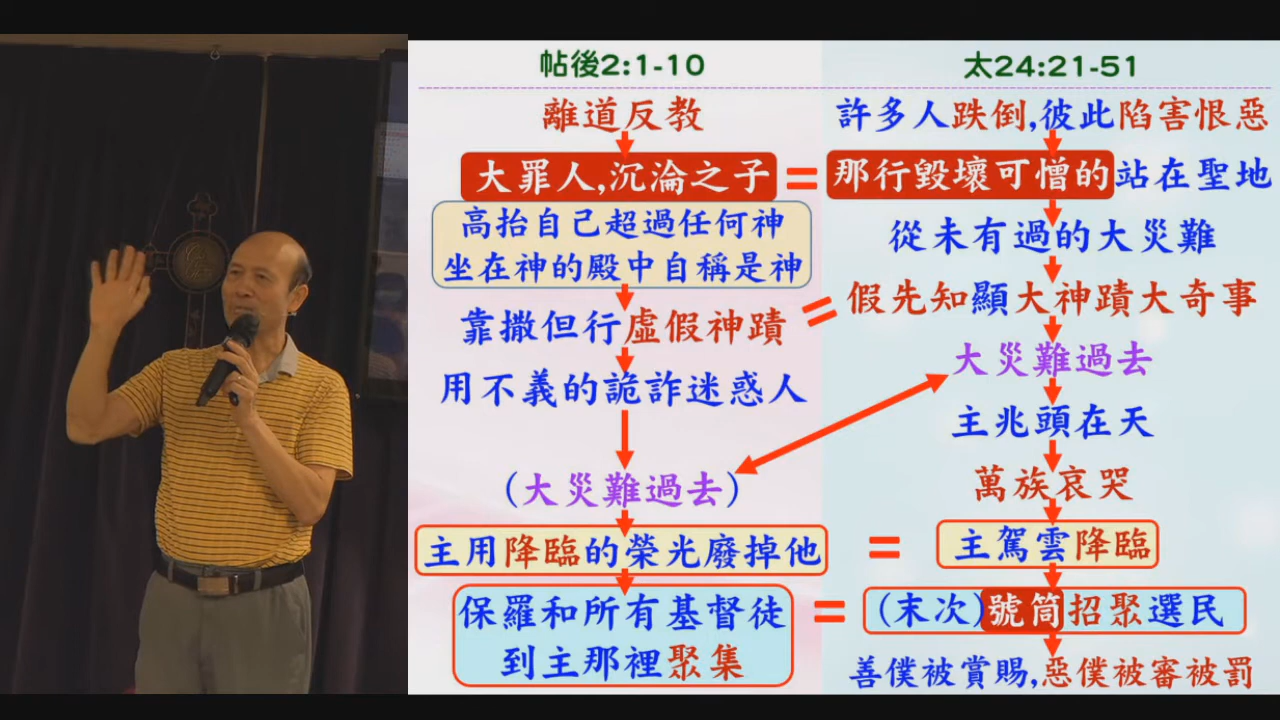 帖後2:1-10
離道反教
大罪人,沉淪之子
高抬自己超過任何神
坐在神的殿中自稱是神
靠撒但行虛假神蹟
用不義的詭詐迷惑人
(大災難過去)
主用降臨的榮光廢掉他
保羅和所有基督徒
到主那裡聚集
太24:21-51
許多人跌倒,彼此陷害恨惡
= 那行毀壞可憎的站在聖地
從未有過的大災難
= 假先知顯大神蹟大奇事
大災難過去
主兆頭在天
萬族哀哭
= 主駕雲降臨
= (末次)號筒招聚選民
善僕被賞賜,惡僕被審被罰